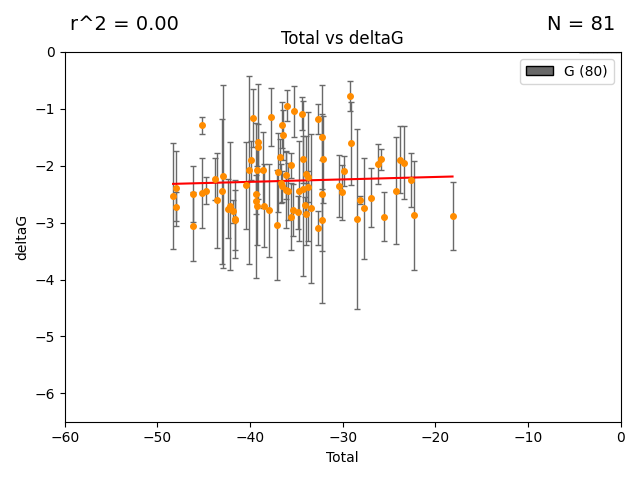 r^2 = 0.00
N = 81
Total vs deltaG
G (80)
0
−1
−2
−3
−4
−5
−6
deltaG
−60
−50
−40
−30
−20
−10
0
Total